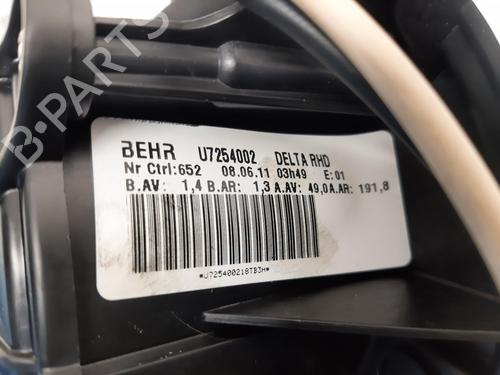 BEHR U7254002 DELTA RHD
Nr Ctrl:652 08.06.11 03h49 E:01
B.AV: 1,4 B.AR: 1,3 A.AV: 49,0 A.AR: 191,8
*U725400218TB3H*
B-PARTS